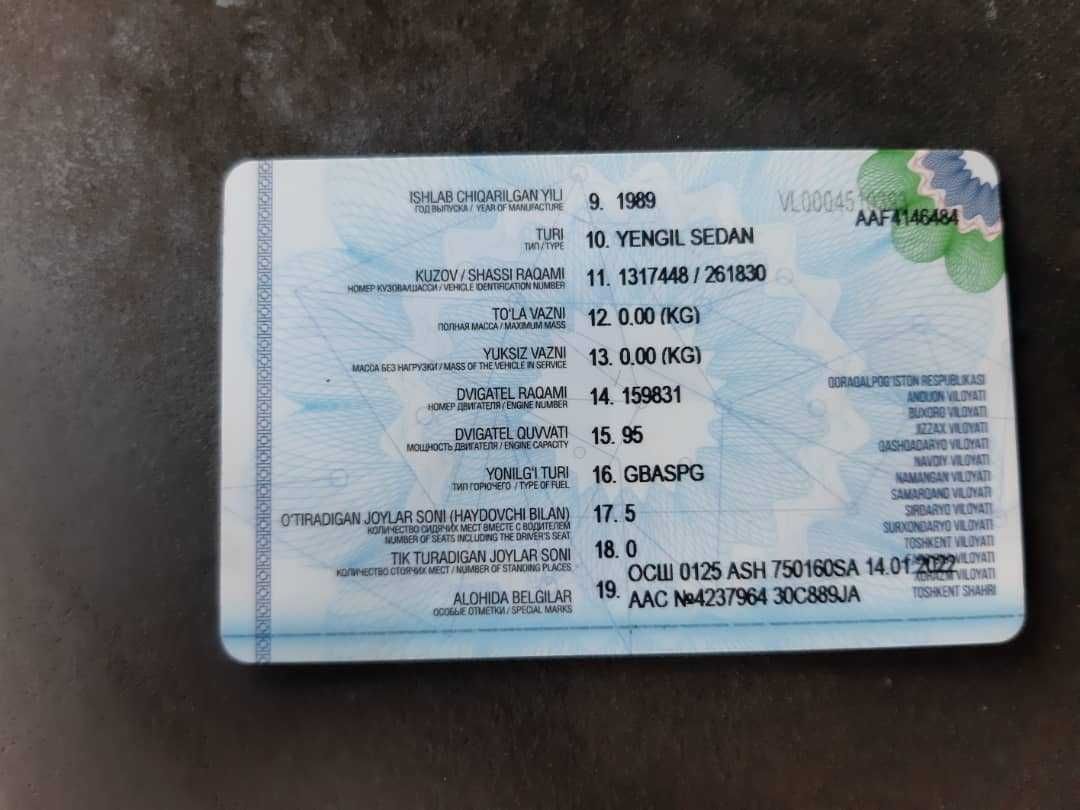 ISHLAB CHIQARILGAN YILI 9. 1989
ГОД ВЫПУСКА / YEAR OF MANUFACTURE
VL0004510393
AAF4146484
TURI 10. YENGIL SEDAN
ТИП / TYPE
KUZOV / SHASSI RAQAMI 11. 1317448 / 261830
НОМЕР КУЗОВА/ШАССИ / VEHICLE IDENTIFICATION NUMBER
TO'LA VAZNI 12. 0.00 (KG)
ПОЛНАЯ МАССА / MAXIMUM MASS
YUKSIZ VAZNI 13. 0.00 (KG)
МАССА БЕЗ НАГРУЗКИ / MASS OF THE VEHICLE IN SERVICE
DVIGATEL RAQAMI 14. 159831
НОМЕР ДВИГАТЕЛЯ / ENGINE NUMBER
DVIGATEL QUVVATI 15. 95
МОЩНОСТЬ ДВИГАТЕЛЯ / ENGINE CAPACITY
YONILG'I TURI 16. GBASPG
ТИП ГОРЮЧЕГО / TYPE OF FUEL
O'TIRADIGAN JOYLAR SONI (HAYDOVCHI BILAN) 17. 5
КОЛИЧЕСТВО СИДЯЧИХ МЕСТ ВМЕСТЕ С ВОДИТЕЛЕМ
NUMBER OF SEATS INCLUDING THE DRIVER'S SEAT
TIK TURADIGAN JOYLAR SONI 18. 0
КОЛИЧЕСТВО СТОЯЧИХ МЕСТ / NUMBER OF STANDING PLACES
ALOHIDA BELGILAR 19. ОСШ 0125 ASH 750160SA 14.01.2022
ОСОБЫЕ ОТМЕТКИ / SPECIAL MARKS
AAC №4237964 30C889JA
QORAQALPOG'ISTON RESPUBLIKASI
ANDIJON VILOYATI
BUXORO VILOYATI
JIZZAX VILOYATI
QASHQADARYO VILOYATI
NAVOIY VILOYATI
NAMANGAN VILOYATI
SAMARQAND VILOYATI
SIRDARYO VILOYATI
SURXONDARYO VILOYATI
TOSHKENT VILOYATI
VILOYATI
XORAZM VILOYATI
TOSHKENT SHAHRI